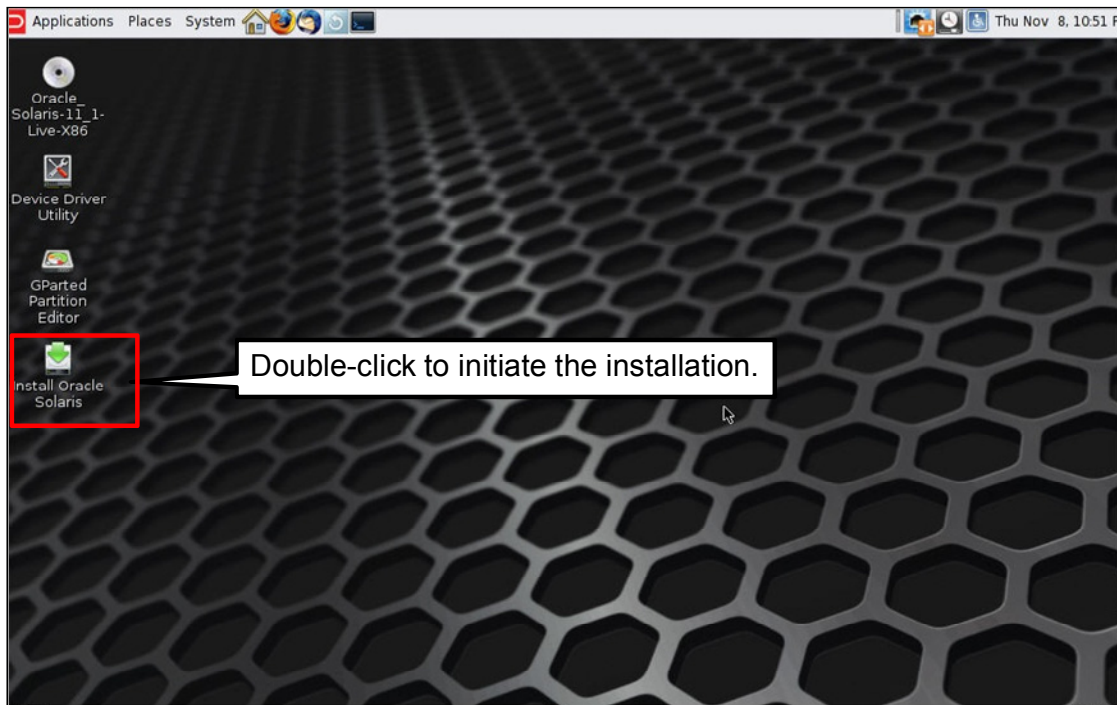 Applications Places System
Thu Nov 8, 10:51
Oracle_
Solaris-11_1-
Live-X86
Device Driver
Utility
GParted
Partition
Editor
Install Oracle
Solaris
Double-click to initiate the installation.